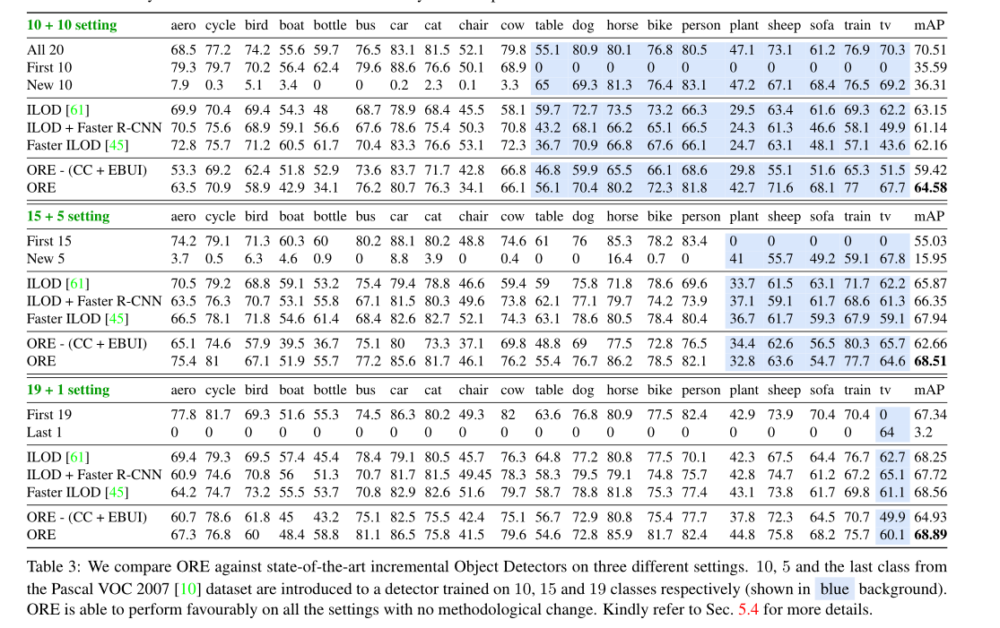 10 + 10 setting aero cycle bird boat bottle bus car cat chair cow table dog horse bike person plant sheep sofa train tv mAP
All 20 68.5 77.2 74.2 55.6 59.7 76.5 83.1 81.5 52.1 79.8 55.1 80.9 80.1 76.8 80.5 47.1 73.1 61.2 76.9 70.3 70.51
First 10 79.3 79.7 70.2 56.4 62.4 79.6 88.6 76.6 50.1 68.9 0 0 0 0 0 0 0 0 0 0 35.59
New 10 7.9 0.3 5.1 3.4 0 0 0.2 2.3 0.1 3.3 65 69.3 81.3 76.4 83.1 47.2 67.1 68.4 76.5 69.2 36.31
ILOD [61] 69.9 70.4 69.4 54.3 48 68.7 78.9 68.4 45.5 58.1 59.7 72.7 73.5 73.2 66.3 29.5 63.4 61.6 69.3 62.2 63.15
ILOD + Faster R-CNN 70.5 75.6 68.9 59.1 56.6 67.6 78.6 75.4 50.3 70.8 43.2 68.1 66.2 65.1 66.5 24.3 61.3 46.6 58.1 49.9 61.14
Faster ILOD [45] 72.8 75.7 71.2 60.5 61.7 70.4 83.3 76.6 53.1 72.3 36.7 70.9 66.8 67.6 66.1 24.7 63.1 48.1 57.1 43.6 62.16
ORE - (CC + EBUI) 53.3 69.2 62.4 51.8 52.9 73.6 83.7 71.7 42.8 66.8 46.8 59.9 65.5 66.1 68.6 29.8 55.1 51.6 65.3 51.5 59.42
ORE 63.5 70.9 58.9 42.9 34.1 76.2 80.7 76.3 34.1 66.1 56.1 70.4 80.2 72.3 81.8 42.7 71.6 68.1 77 67.7 64.58
15 + 5 setting aero cycle bird boat bottle bus car cat chair cow table dog horse bike person plant sheep sofa train tv mAP
First 15 74.2 79.1 71.3 60.3 60 80.2 88.1 80.2 48.8 74.6 61 76 85.3 78.2 83.4 0 0 0 0 0 55.03
New 5 3.7 0.5 6.3 4.6 0.9 0 8.8 3.9 0 0.4 0 0 16.4 0.7 0 41 55.7 49.2 59.1 67.8 15.95
ILOD [61] 70.5 79.2 68.8 59.1 53.2 75.4 79.4 78.8 46.6 59.4 59 75.8 71.8 78.6 69.6 33.7 61.5 63.1 71.7 62.2 65.87
ILOD + Faster R-CNN 63.5 76.3 70.7 53.1 55.8 67.1 81.5 80.3 49.6 73.8 62.1 77.1 79.7 74.2 73.9 37.1 59.1 61.7 68.6 61.3 66.35
Faster ILOD [45] 66.5 78.1 71.8 54.6 61.4 68.4 82.6 82.7 52.1 74.3 63.1 78.6 80.5 78.4 80.4 36.7 61.7 59.3 67.9 59.1 67.94
ORE - (CC + EBUI) 65.1 74.6 57.9 39.5 36.7 75.1 80 73.3 37.1 69.8 48.8 69 77.5 72.8 76.5 34.4 62.6 56.5 80.3 65.7 62.66
ORE 75.4 81 67.1 51.9 55.7 77.2 85.6 81.7 46.1 76.2 55.4 76.7 86.2 78.5 82.1 32.8 63.6 54.7 77.7 64.6 68.51
19 + 1 setting aero cycle bird boat bottle bus car cat chair cow table dog horse bike person plant sheep sofa train tv mAP
First 19 77.8 81.7 69.3 51.6 55.3 74.5 86.3 80.2 49.3 82 63.6 76.8 80.9 77.5 82.4 42.9 73.9 70.4 70.4 0 67.34
Last 1 0 0 0 0 0 0 0 0 0 0 0 0 0 0 0 0 0 0 0 64 3.2
ILOD [61] 69.4 79.3 69.5 57.4 45.4 78.4 79.1 80.5 45.7 76.3 64.8 77.2 80.8 77.5 70.1 42.3 67.5 64.4 76.7 62.7 68.25
ILOD + Faster R-CNN 60.9 74.6 70.8 56 51.3 70.7 81.7 81.5 49.45 78.3 58.3 79.5 79.1 74.8 75.7 42.8 74.7 61.2 67.2 65.1 67.72
Faster ILOD [45] 64.2 74.7 73.2 55.5 53.7 70.8 82.9 82.6 51.6 79.7 58.7 78.8 81.8 75.3 77.4 43.1 73.8 61.7 69.8 61.1 68.56
ORE - (CC + EBUI) 60.7 78.6 61.8 45 43.2 75.1 82.5 75.5 42.4 75.1 56.7 72.9 80.8 75.4 77.7 37.8 72.3 64.5 70.7 49.9 64.93
ORE 67.3 76.8 60 48.4 58.8 81.1 86.5 75.8 41.5 79.6 54.6 72.8 85.9 81.7 82.4 44.8 75.8 68.2 75.7 60.1 68.89
Table 3: We compare ORE against state-of-the-art incremental Object Detectors on three different settings. 10, 5 and the last class from
the Pascal VOC 2007 [10] dataset are introduced to a detector trained on 10, 15 and 19 classes respectively (shown in blue background).
ORE is able to perform favourably on all the settings with no methodological change. Kindly refer to Sec. 5.4 for more details.